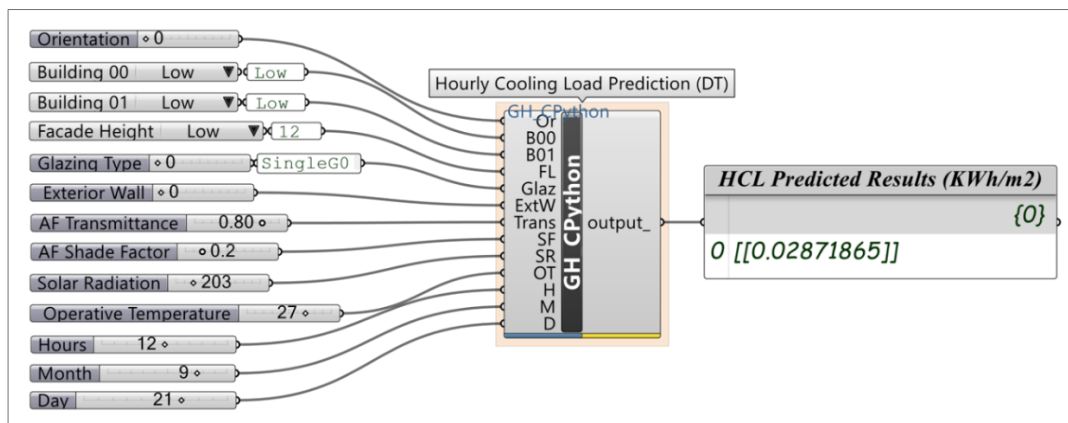 Orientation 0
Building 00 Low Low
Building 01 Low Low
Facade Height Low 12
Glazing Type 0 SingleG0
Exterior Wall 0
AF Transmittance 0.80
AF Shade Factor 0.2
Solar Radiation 203
Operative Temperature 27
Hours 12
Month 9
Day 21
Hourly Cooling Load Prediction (DT)
GH_CPython
Or
B00
B01
FL
Glaz
ExtW
Trans
SF
SR
OT
H
M
D
GH_CPython
output_
HCL Predicted Results (KWh/m2)
{0}
0 [[0.02871865]]